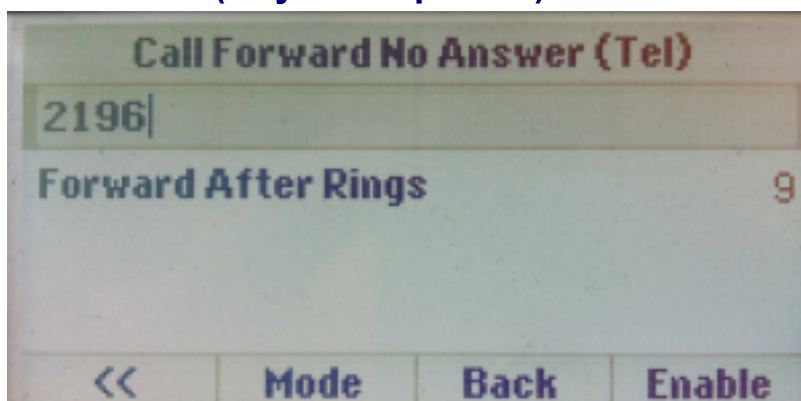 Call Forward No Answer (Tel)
2196
Forward After Rings 9
<< Mode Back Enable